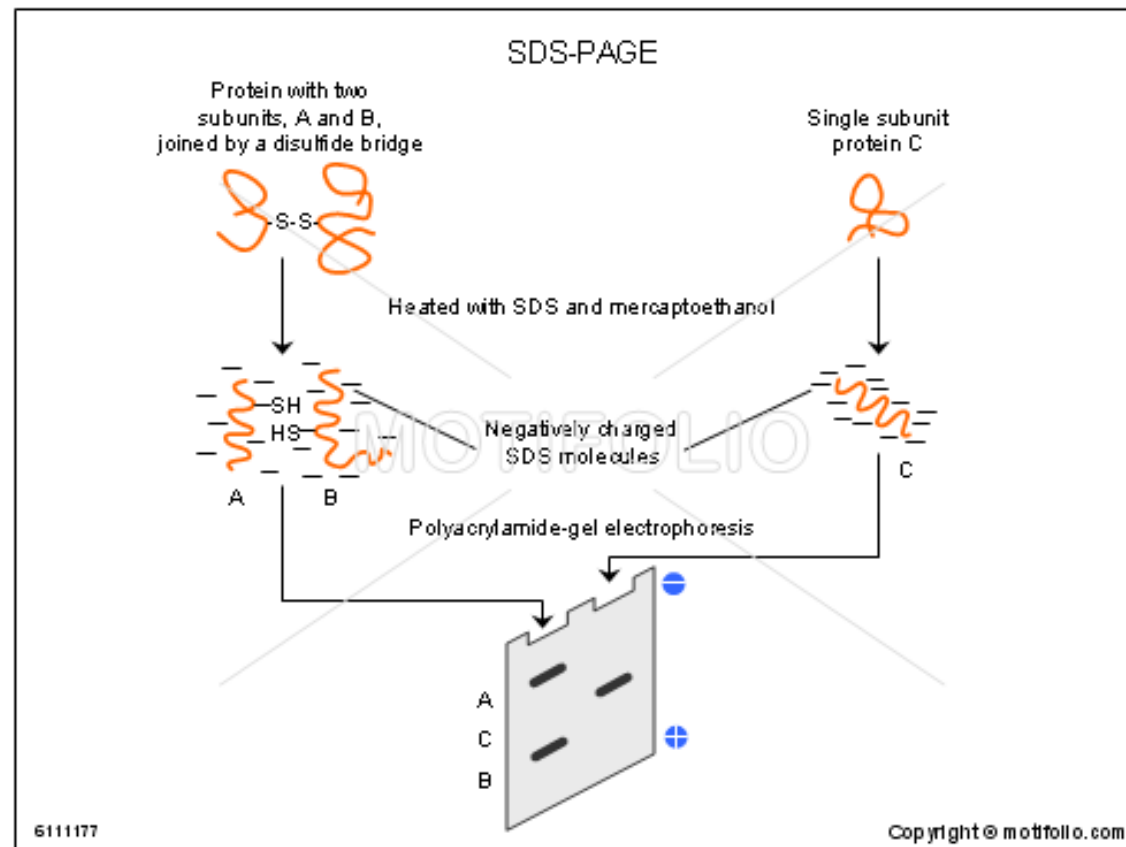 SDS-PAGE
Protein with two
subunits, A and B,
joined by a disulfide bridge
Single subunit
protein C
-S-S-
Heated with SDS and mercaptoethanol
SH
HS
MOTIFOLIO
Negatively charged
SDS molecules
A
B
C
Polyacrylamide-gel electrophoresis
A
C
B
6111177
Copyright © motifolio.com